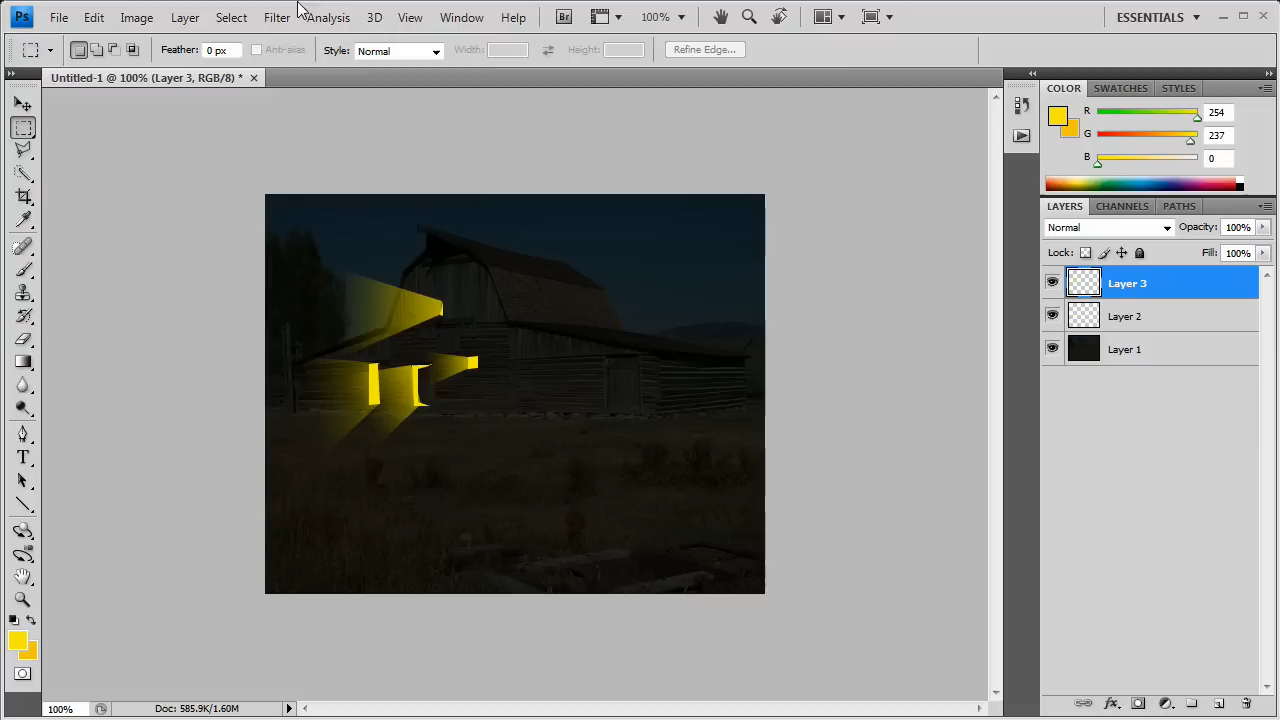 Ps File Edit Image Layer Select Filter Analysis 3D View Window Help Br 100% ESSENTIALS
Feather: 0 px Anti-alias Style: Normal Width: Height: Refine Edge...
Untitled-1 @ 100% (Layer 3, RGB/8) *
COLOR SWATCHES STYLES
R 254
G 237
B 0
LAYERS CHANNELS PATHS
Normal Opacity: 100%
Lock: Fill: 100%
Layer 3
Layer 2
Layer 1
T
fx
100% Doc: 585.9K/1.60M